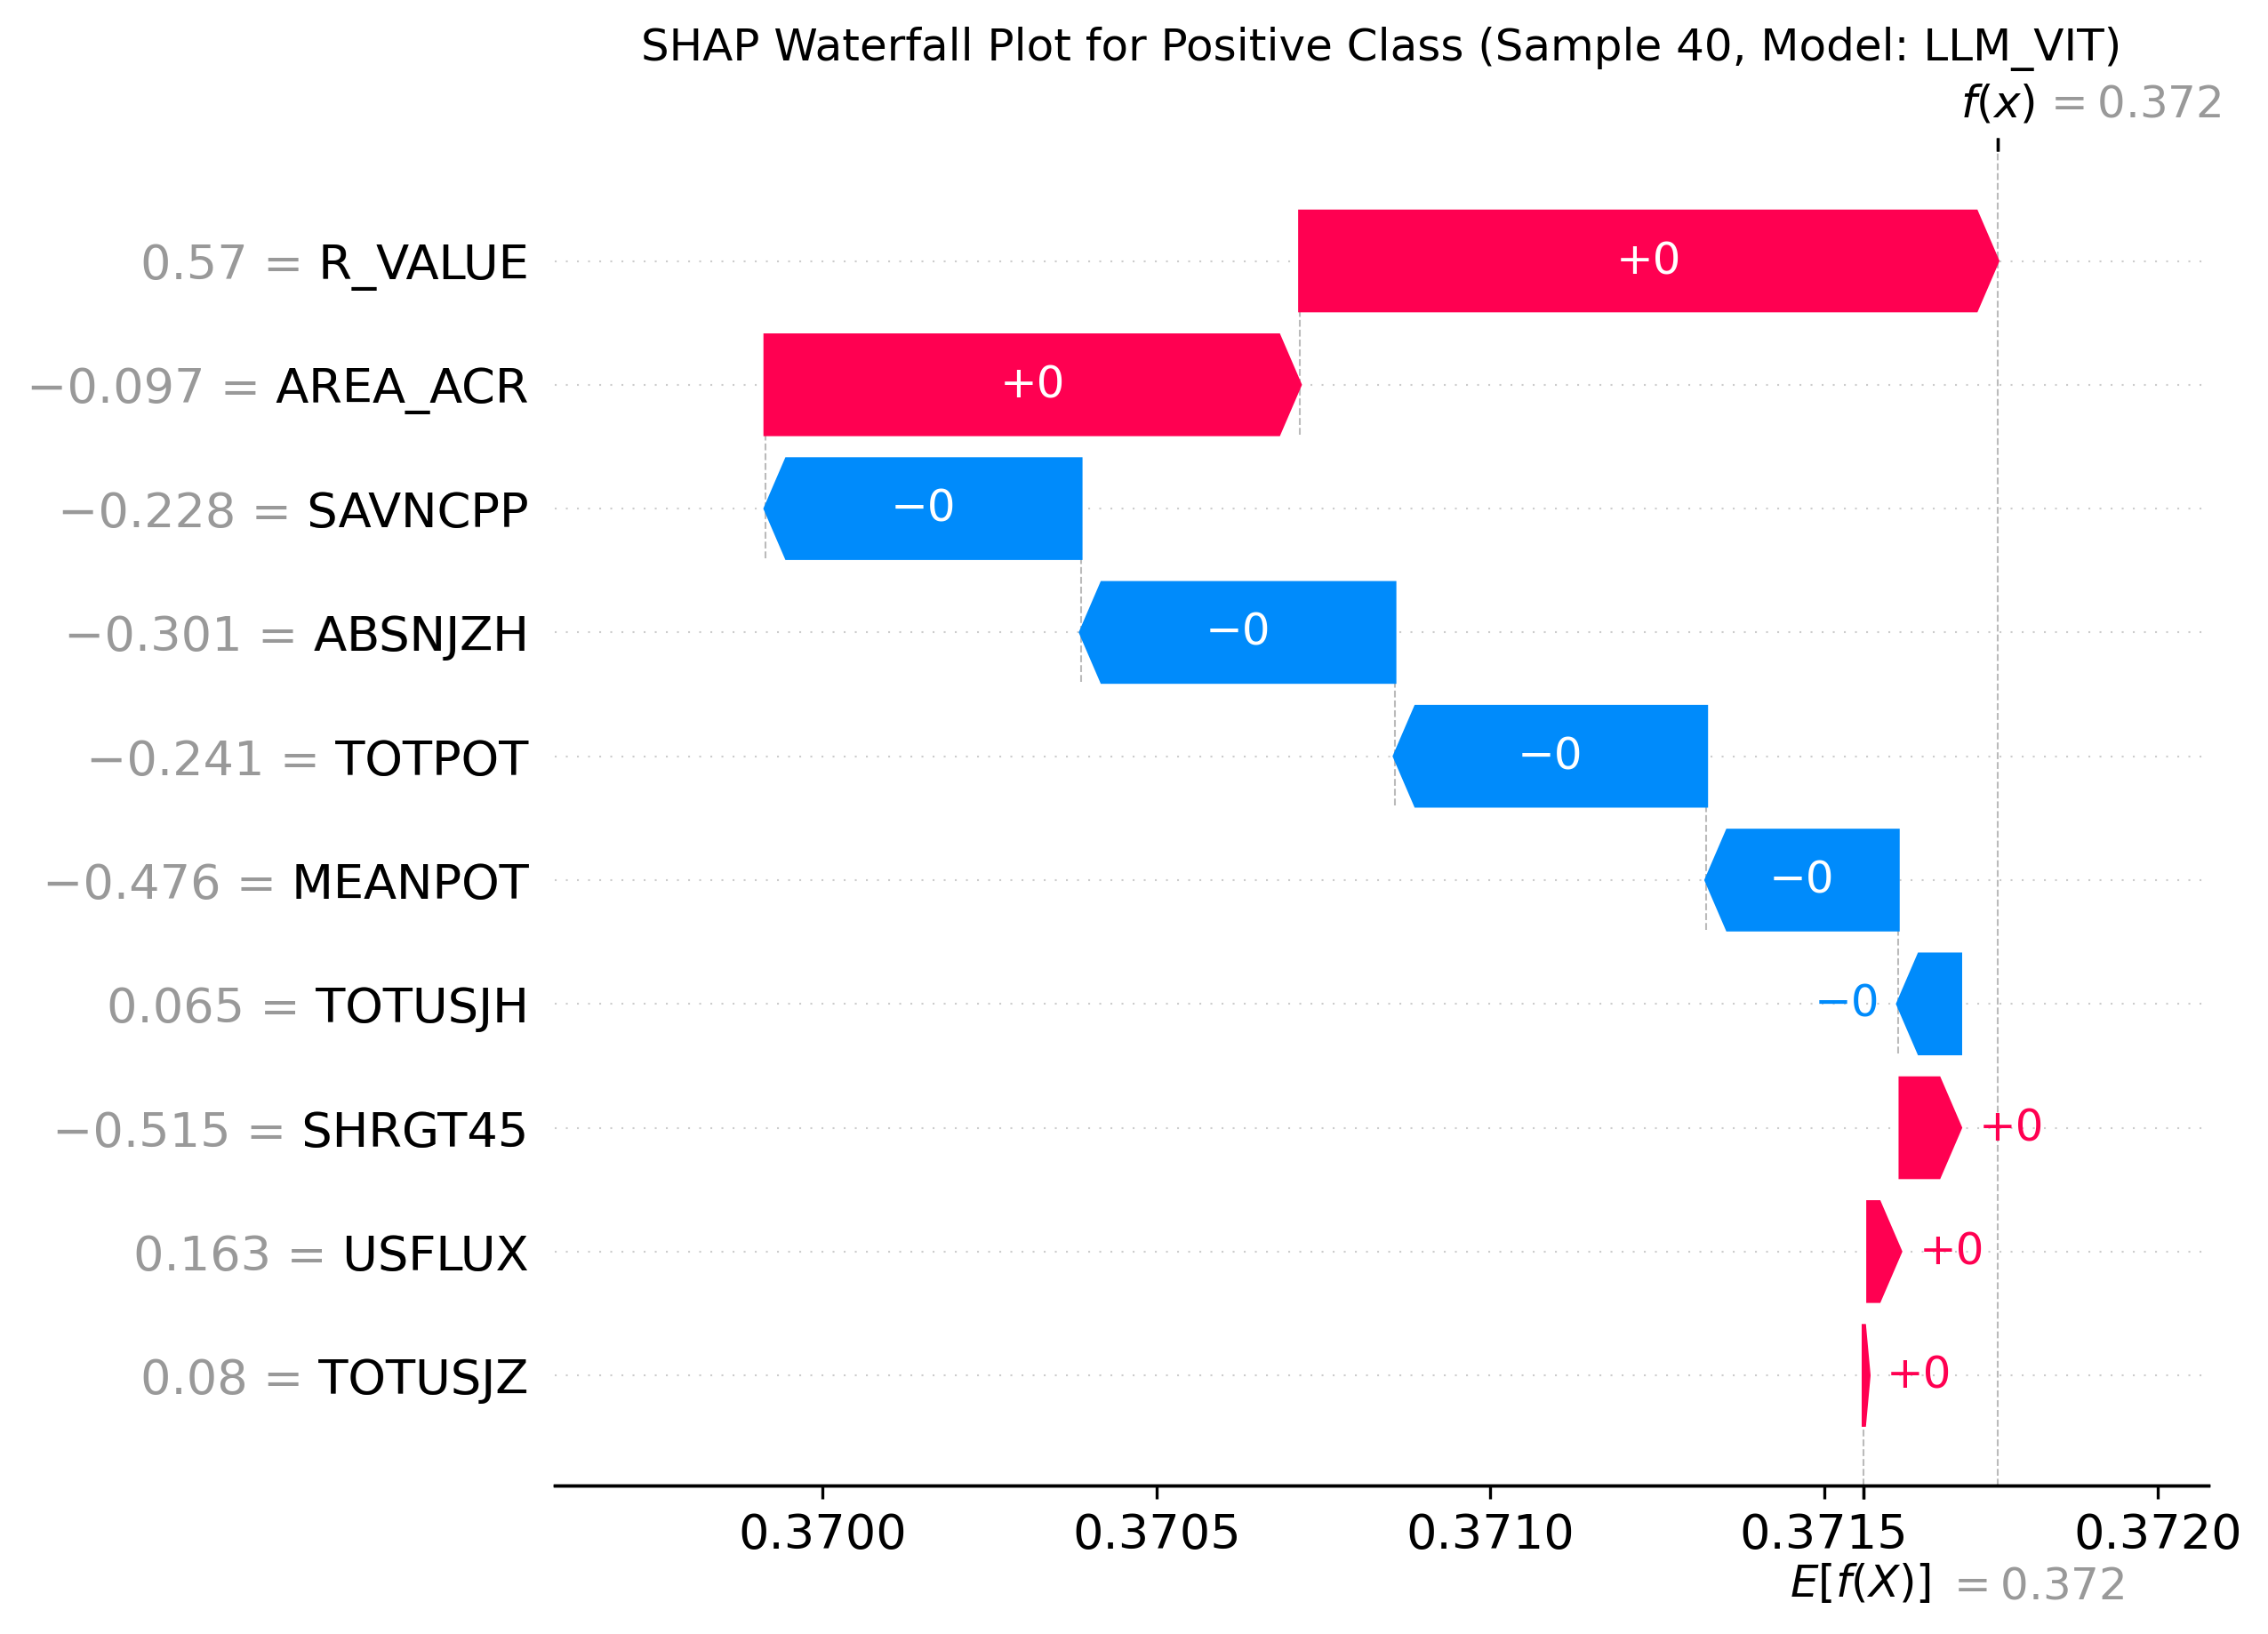 SHAP Waterfall Plot for Positive Class (Sample 40, Model: LLM_VIT)
f(x) = 0.372
0.57 = R_VALUE +0
−0.097 = AREA_ACR +0
−0.228 = SAVNCPP −0
−0.301 = ABSNJZH −0
−0.241 = TOTPOT −0
−0.476 = MEANPOT −0
0.065 = TOTUSJH −0
−0.515 = SHRGT45 +0
0.163 = USFLUX +0
0.08 = TOTUSJZ +0
0.3700 0.3705 0.3710 0.3715 0.3720
E[f(X)] = 0.372